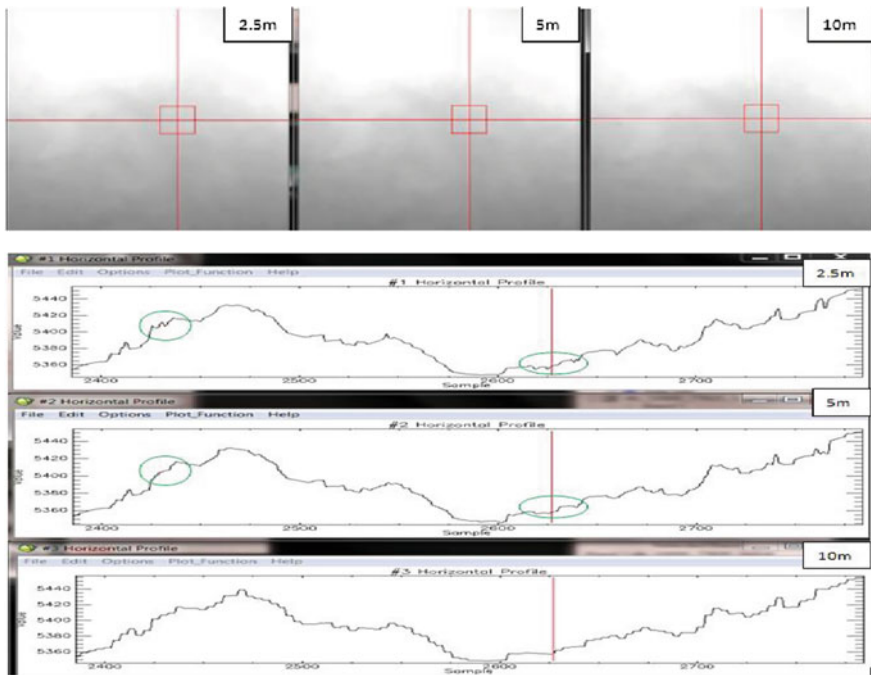 2.5m 5m 10m
#1 Horizontal Profile
2.5m
File Edit Options Plot_Function Help
#1 Horizontal Profile
Value
5440
5420
5400
5380
5360
2400 2500 2600 2700
Sample
#2 Horizontal Profile
5m
File Edit Options Plot_Function Help
#2 Horizontal Profile
Value
5440
5420
5400
5380
5360
2400 2500 2600 2700
Sample
#3 Horizontal Profile
10m
File Edit Options Plot_Function Help
#3 Horizontal Profile
Value
5440
5420
5400
5380
5360
2400 2500 2600 2700
Sample